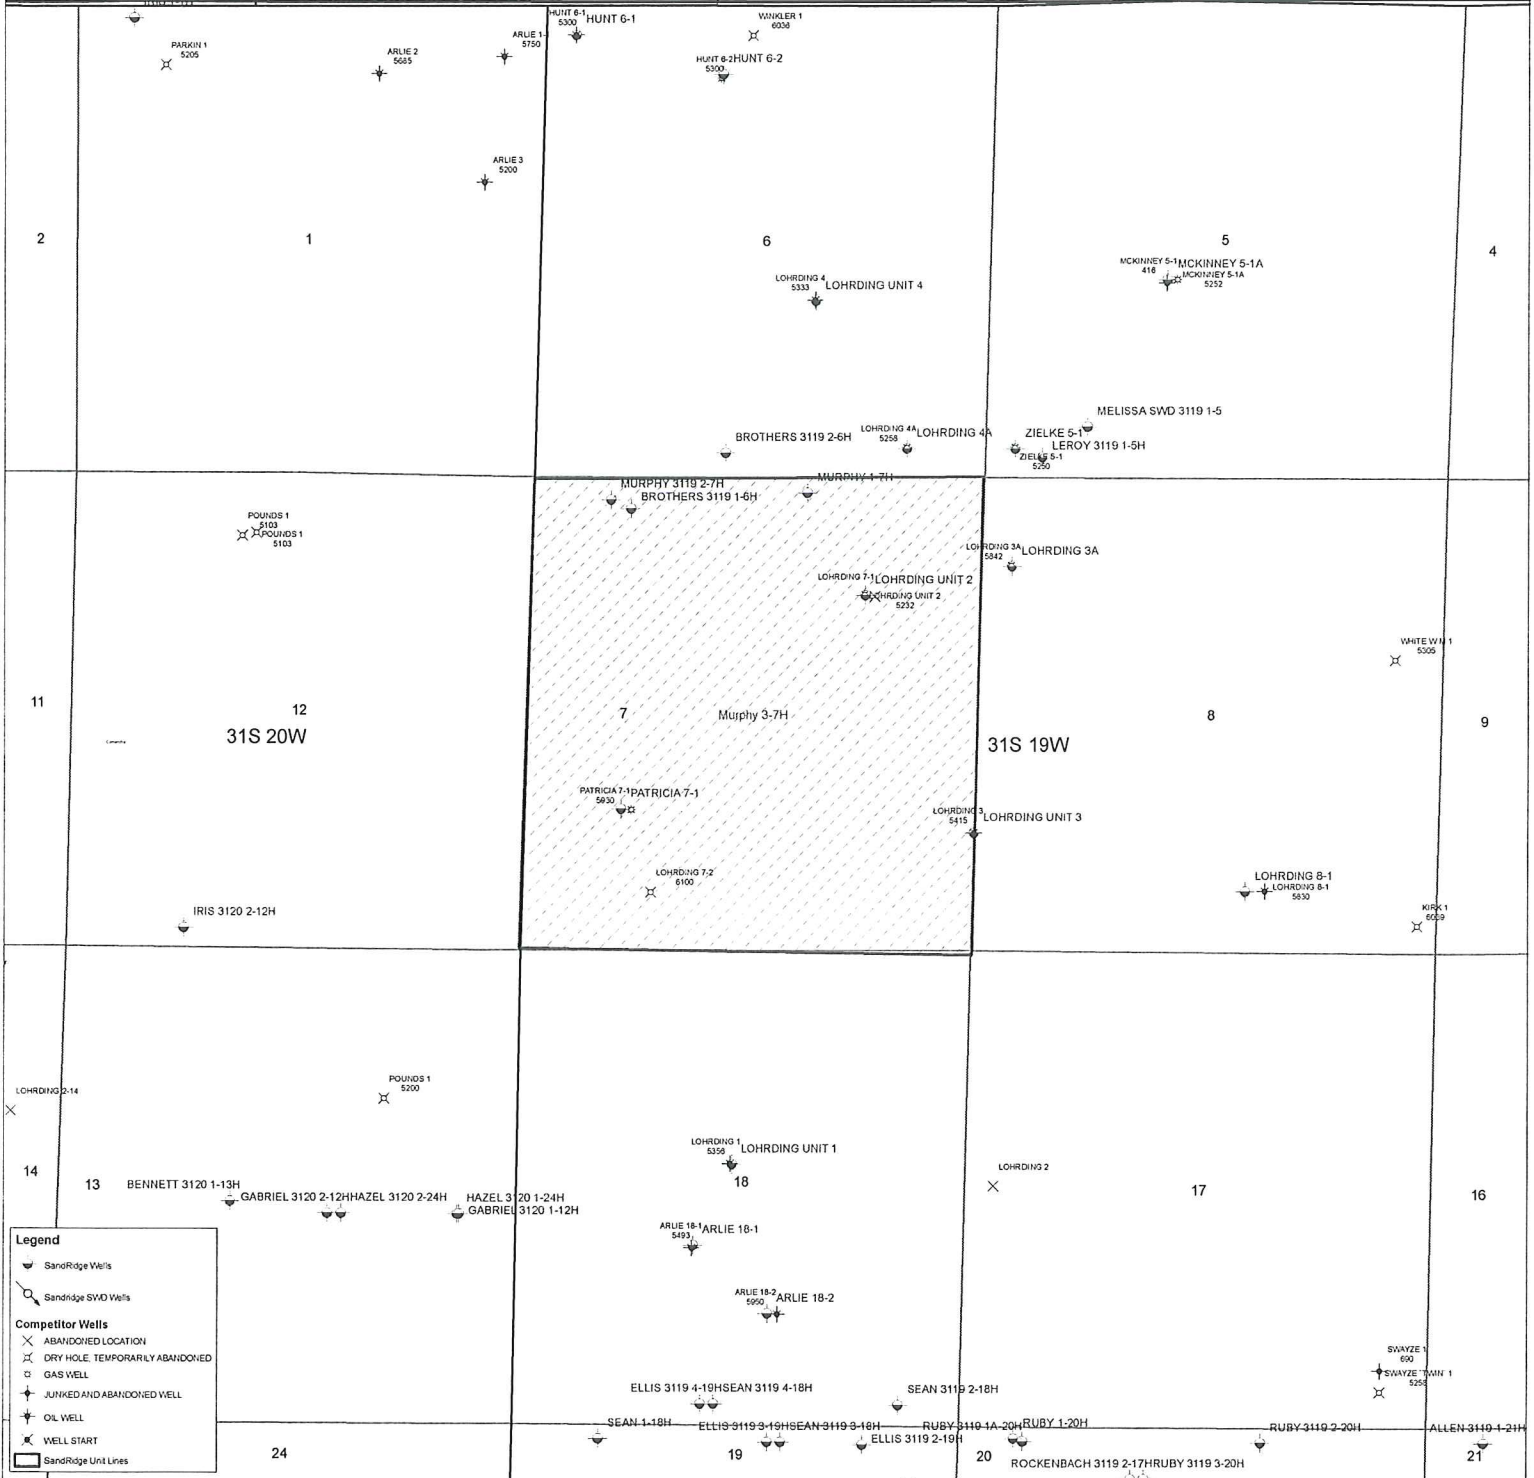 PARKIN 1
5205
ARLIE 2
5685
ARLIE 1-
5750
HUNT 6-1
5300
HUNT 6-1
WINKLER 1
6036
HUNT 6-2
5300
HUNT 6-2
ARLIE 3
5200
2
1
6
5
4
LOHRDING 4
5333
LOHRDING UNIT 4
MCKINNEY 5-1
416
MCKINNEY 5-1A
MCKINNEY 5-1A
5252
BROTHERS 3119 2-6H
LOHRDING 4A
5258
LOHRDING 4A
ZIELKE 5-1
ZIELKE 5-1
5250
MELISSA SWD 3119 1-5
LEROY 3119 1-5H
MURPHY 3119 2-7H
BROTHERS 3119 1-6H
MURPHY 1-7H
POUNDS 1
5103
POUNDS 1
5103
LOHRDING 3A
5842
LOHRDING 3A
LOHRDING 7-1
LOHRDING UNIT 2
LOHRDING UNIT 2
5232
WHITE W M 1
5305
11
12
31S 20W
7
Murphy 3-7H
31S 19W
8
9
PATRICIA 7-1
5930
PATRICIA 7-1
LOHRDING 3
5415
LOHRDING UNIT 3
LOHRDING 7-2
6100
LOHRDING 8-1
LOHRDING 8-1
5630
KIRK 1
6069
IRIS 3120 2-12H
LOHRDING 2-14
POUNDS 1
5200
14
13
BENNETT 3120 1-13H
GABRIEL 3120 2-12H
HAZEL 3120 2-24H
HAZEL 3120 1-24H
GABRIEL 3120 1-12H
LOHRDING 1
5356
LOHRDING UNIT 1
18
LOHRDING 2
17
16
ARLIE 18-1
5493
ARLIE 18-1
ARLIE 18-2
5950
ARLIE 18-2
SWAYZE 1
690
SWAYZE 'TWIN' 1
5258
ELLIS 3119 4-19H
SEAN 3119 4-18H
SEAN 3119 2-18H
SEAN 1-18H
ELLIS 3119 3-19H
SEAN 3119 3-18H
ELLIS 3119 2-19H
RUBY 3119 1A-20H
RUBY 1-20H
RUBY 3119 2-20H
ALLEN 3119 1-21H
24
19
20
21
ROCKENBACH 3119 2-17H
RUBY 3119 3-20H
Legend
SandRidge Wells
Sandridge SWD Wells
Competitor Wells
ABANDONED LOCATION
DRY HOLE, TEMPORARILY ABANDONED
GAS WELL
JUNKED AND ABANDONED WELL
OIL WELL
WELL START
SandRidge Unit Lines